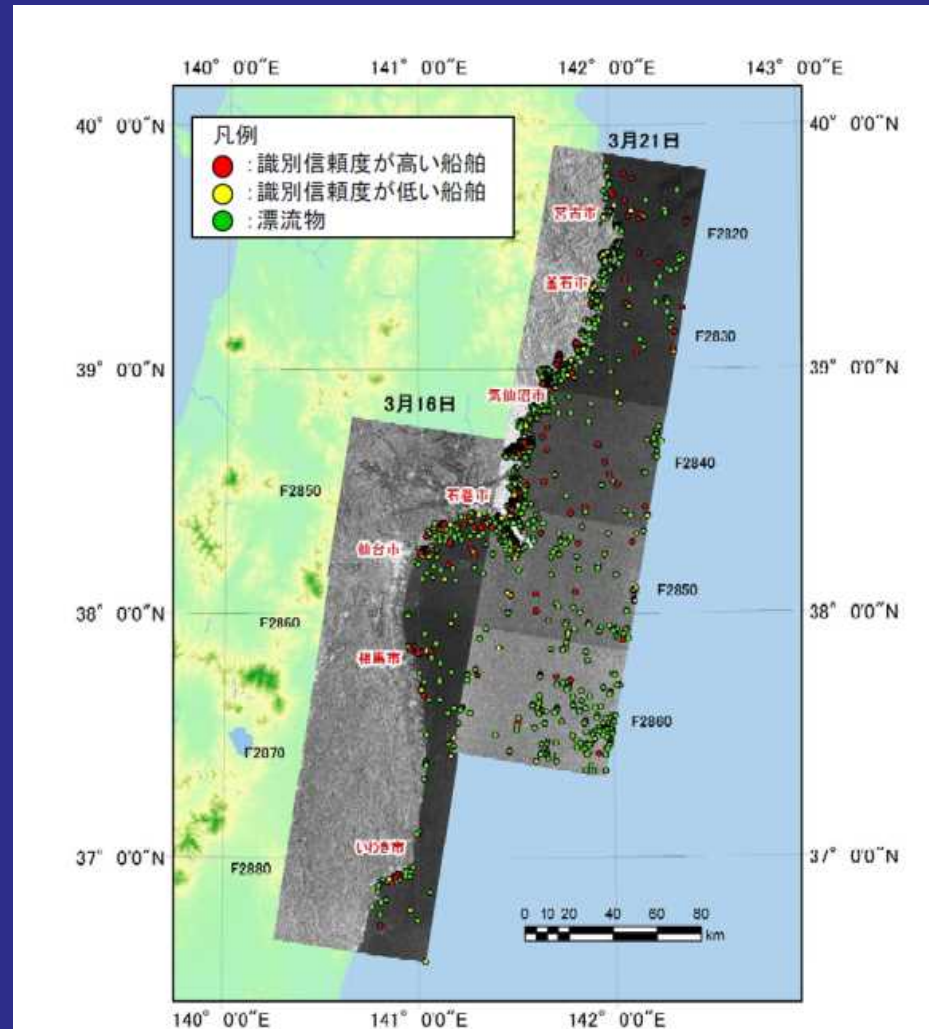 140° 0′0″E 141° 0′0″E 142° 0′0″E 143° 0′0″E
40° 0′0″N 40° 0′0″N
凡例
:識別信頼度が高い船舶
:識別信頼度が低い船舶
:漂流物
3月21日
宮古市
F2820
釜石市
F2830
39° 0′0″N 39° 0′0″N
気仙沼市
3月16日
F2840
F2850
石巻市
仙台市
F2850
38° 0′0″N 38° 0′0″N
F2860
相馬市
F2860
F2870
いわき市
37° 0′0″N 37° 0′0″N
F2880
0 10 20 40 60 80
km
140° 0′0″E 141° 0′0″E 142° 0′0″E